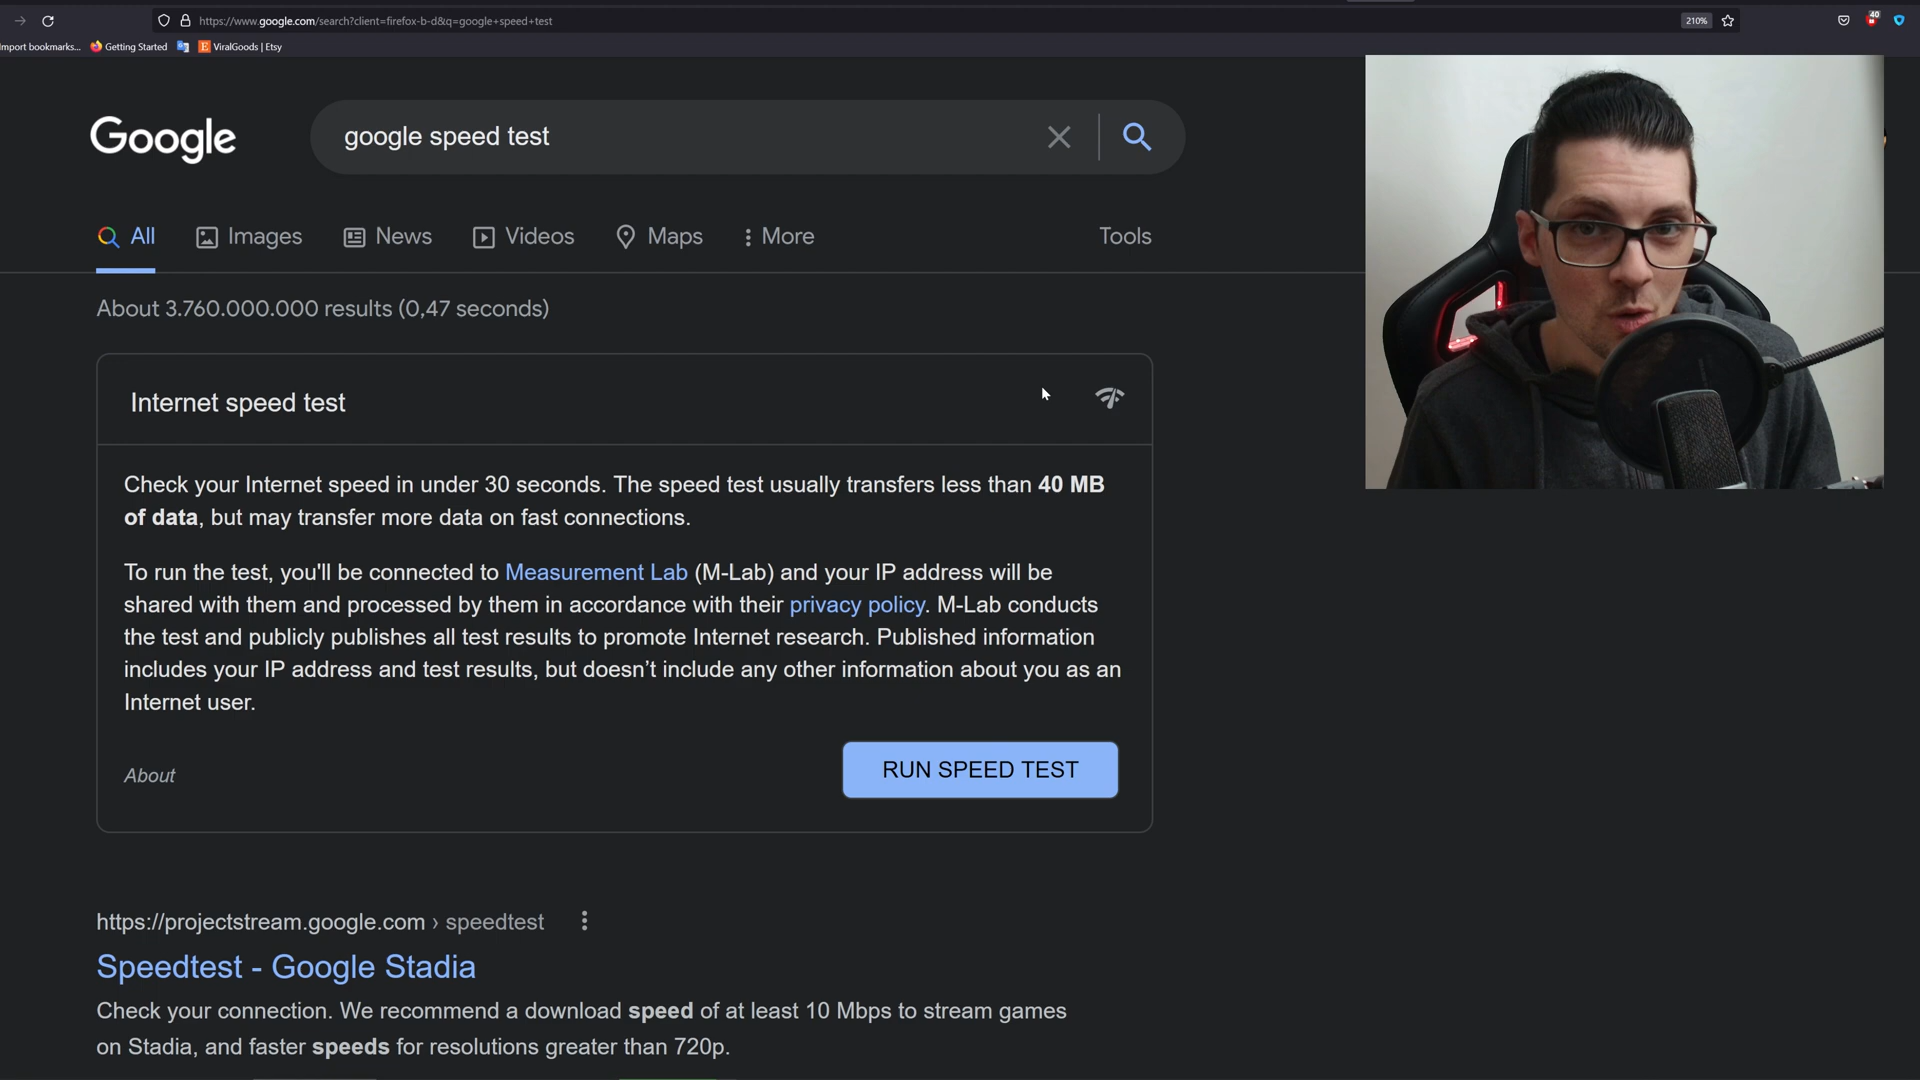 https://www.google.com/search?client=firefox-b-d&q=google+speed+test
210%
40
mport bookmarks...
Getting Started
ViralGoods | Etsy
Google
google speed test
All
Images
News
Videos
Maps
More
Tools
About 3.760.000.000 results (0,47 seconds)
Internet speed test
Check your Internet speed in under 30 seconds. The speed test usually transfers less than 40 MB
of data, but may transfer more data on fast connections.
To run the test, you'll be connected to Measurement Lab (M-Lab) and your IP address will be
shared with them and processed by them in accordance with their privacy policy. M-Lab conducts
the test and publicly publishes all test results to promote Internet research. Published information
includes your IP address and test results, but doesn’t include any other information about you as an
Internet user.
About
RUN SPEED TEST
https://projectstream.google.com › speedtest
Speedtest - Google Stadia
Check your connection. We recommend a download speed of at least 10 Mbps to stream games
on Stadia, and faster speeds for resolutions greater than 720p.